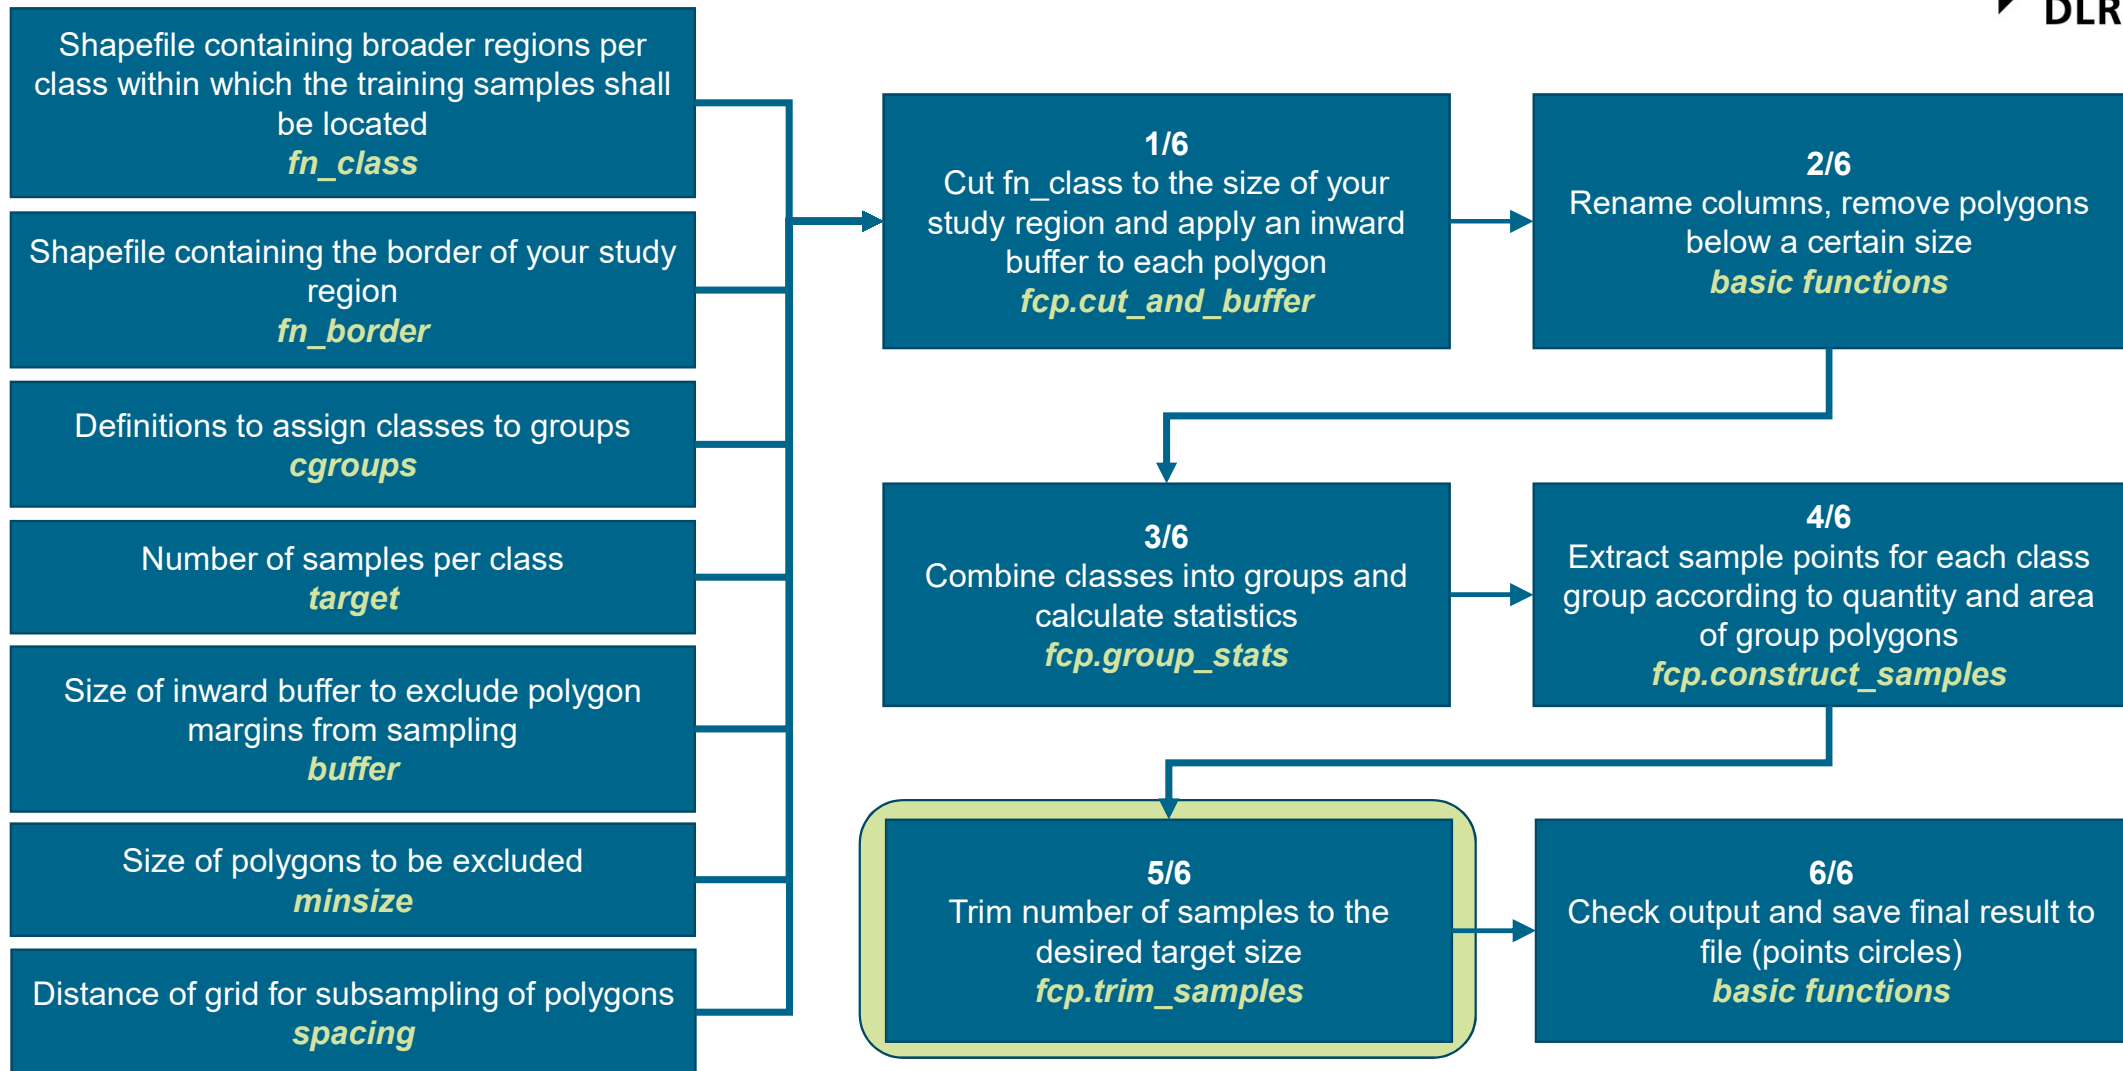 DLR
Shapefile containing broader regions per
class within which the training samples shall
be located
fn_class
Shapefile containing the border of your study
region
fn_border
Definitions to assign classes to groups
cgroups
Number of samples per class
target
Size of inward buffer to exclude polygon
margins from sampling
buffer
Size of polygons to be excluded
minsize
Distance of grid for subsampling of polygons
spacing
1/6
Cut fn_class to the size of your
study region and apply an inward
buffer to each polygon
fcp.cut_and_buffer
2/6
Rename columns, remove polygons
below a certain size
basic functions
3/6
Combine classes into groups and
calculate statistics
fcp.group_stats
4/6
Extract sample points for each class
group according to quantity and area
of group polygons
fcp.construct_samples
5/6
Trim number of samples to the
desired target size
fcp.trim_samples
6/6
Check output and save final result to
file (points circles)
basic functions